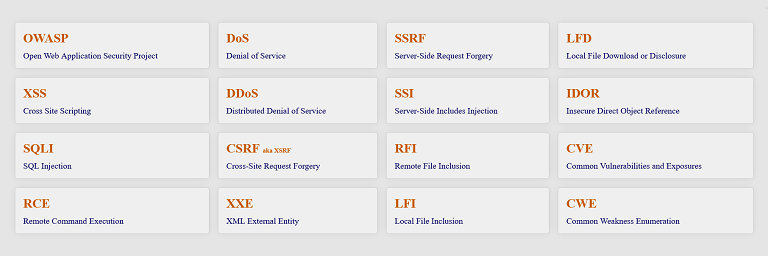 OWASP
Open Web Application Security Project
DoS
Denial of Service
SSRF
Server-Side Request Forgery
LFD
Local File Download or Disclosure
XSS
Cross Site Scripting
DDoS
Distributed Denial of Service
SSI
Server-Side Includes Injection
IDOR
Insecure Direct Object Reference
SQLI
SQL Injection
CSRF aka XSRF
Cross-Site Request Forgery
RFI
Remote File Inclusion
CVE
Common Vulnerabilities and Exposures
RCE
Remote Command Execution
XXE
XML External Entity
LFI
Local File Inclusion
CWE
Common Weakness Enumeration